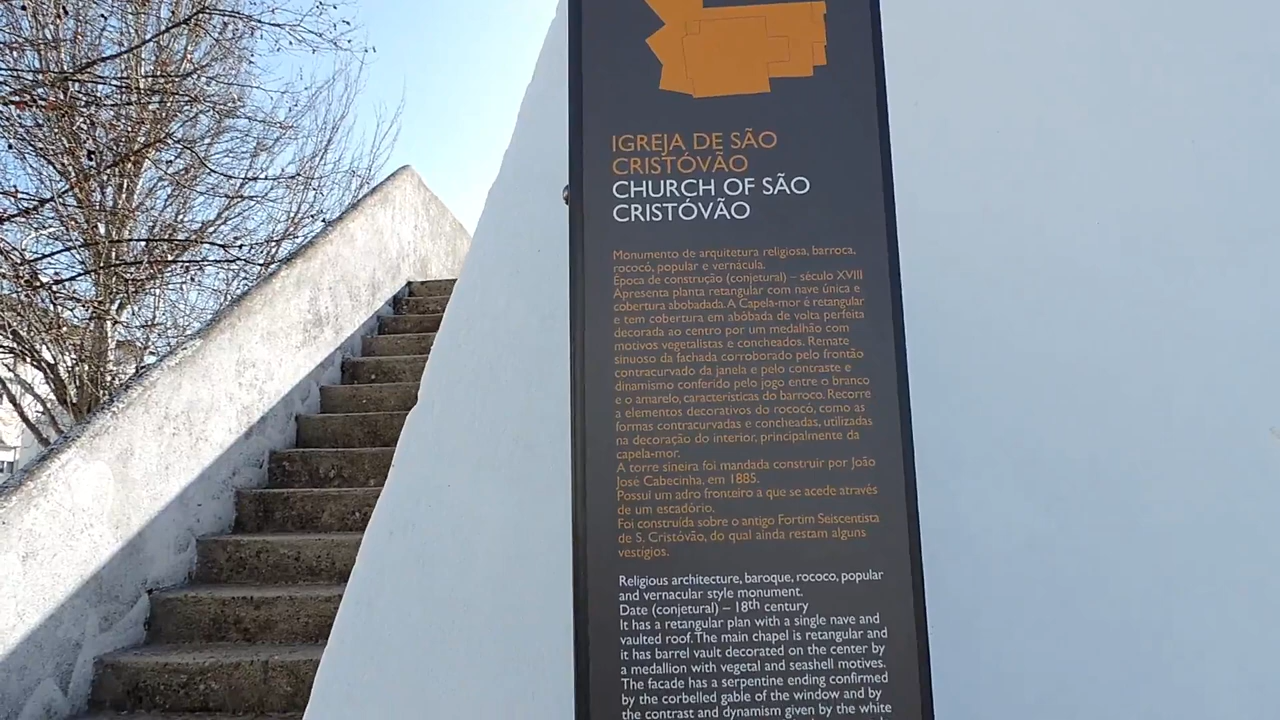 IGREJA DE SÃO
CRISTÓVÃO
CHURCH OF SÃO
CRISTÓVÃO
Monumento de arquitetura religiosa, barroca,
rococó, popular e vernácula.
Época de construção (conjetural) – século XVIII
Apresenta planta retangular com nave única e
cobertura abobadada. A Capela-mor é retangular
e tem cobertura em abóbada de volta perfeita
decorada ao centro por um medalhão com
motivos vegetalistas e concheados. Remate
sinuoso da fachada corroborado pelo frontão
contracurvado da janela e pelo contraste e
dinamismo conferido pelo jogo entre o branco
e o amarelo, características do barroco. Recorre
a elementos decorativos do rococó, como as
formas contracurvadas e concheadas, utilizadas
na decoração do interior, principalmente da
capela-mor.
A torre sineira foi mandada construir por João
José Cabecinha, em 1885.
Possui um adro fronteiro a que se acede através
de um escadório.
Foi construída sobre o antigo Fortim Seiscentista
de S. Cristóvão, do qual ainda restam alguns
vestígios.
Religious architecture, baroque, rococo, popular
and vernacular style monument.
Date (conjetural) – 18th century
It has a retangular plan with a single nave and
vaulted roof. The main chapel is retangular and
it has barrel vault decorated on the center by
a medallion with vegetal and seashell motives.
The facade has a serpentine ending confirmed
by the corbelled gable of the window and by
the contrast and dynamism given by the white